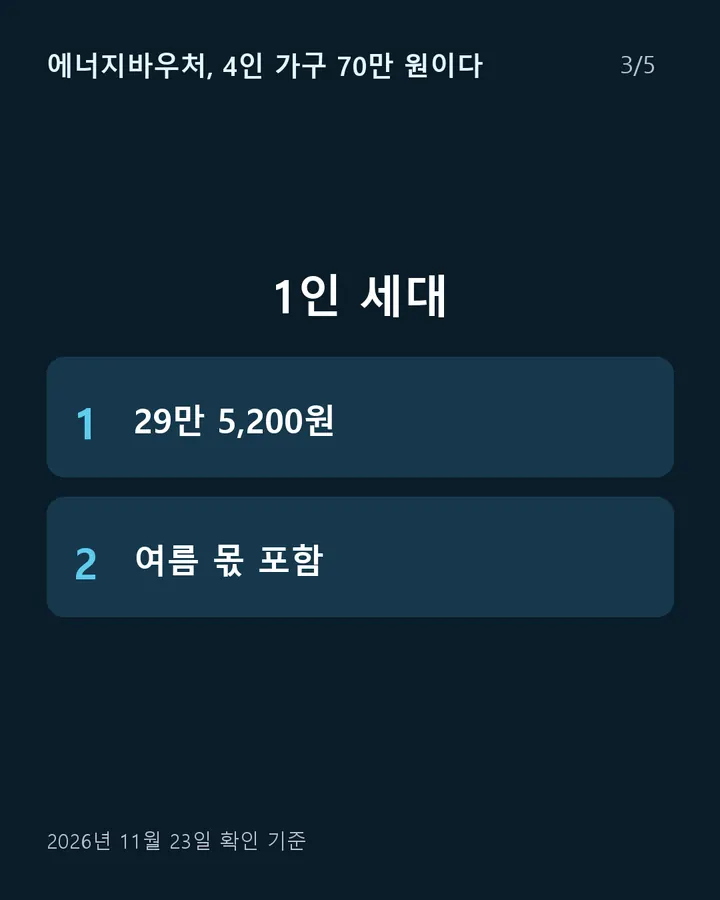 에너지바우처, 4인 가구 70만 원이다
3/5
1인 세대
1 29만 5,200원
2 여름 몫 포함
2026년 11월 23일 확인 기준